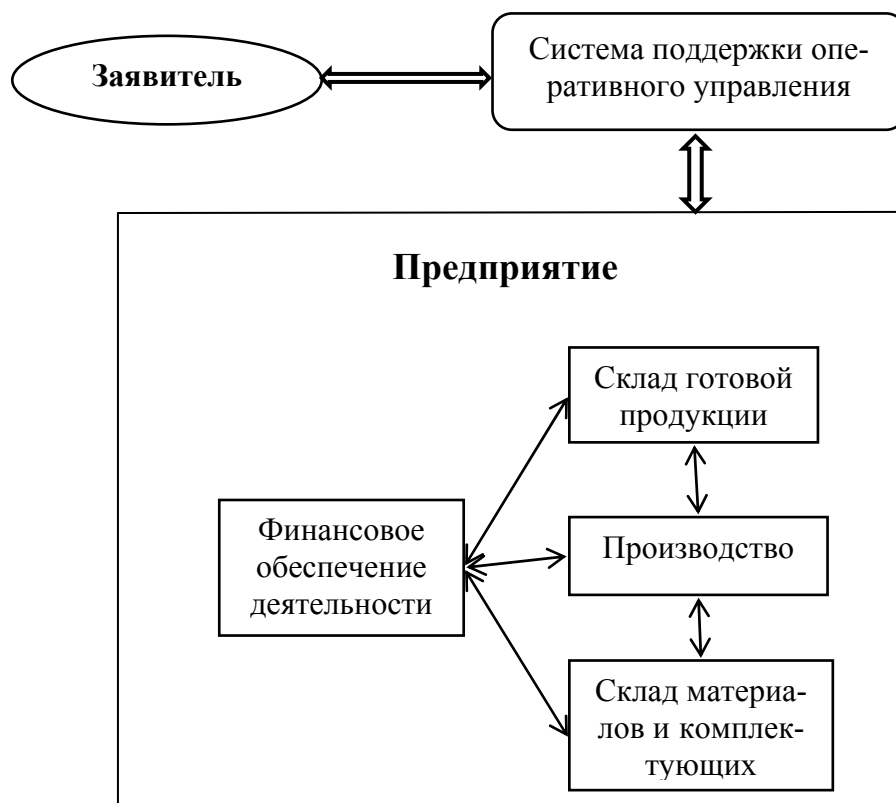 Заявитель
Система поддержки опе-
ративного управления
Предприятие
Склад готовой
продукции
Финансовое
обеспечение
деятельности
Производство
Склад материа-
лов и комплек-
тующих